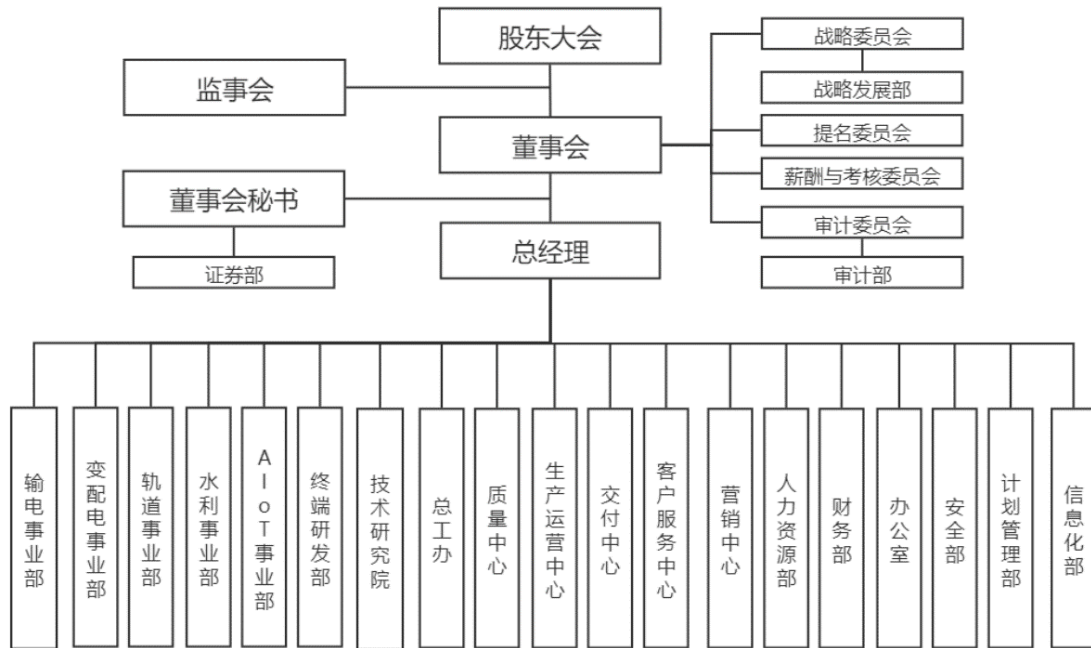 股东大会
监事会
董事会
董事会秘书
证券部
总经理
战略委员会
战略发展部
提名委员会
薪酬与考核委员会
审计委员会
审计部
输电事业部
变配电事业部
轨道事业部
水利事业部
AIoT事业部
终端研发部
技术研究院
总工办
质量中心
生产运营中心
交付中心
客户服务中心
营销中心
人力资源部
财务部
办公室
安全部
计划管理部
信息化部